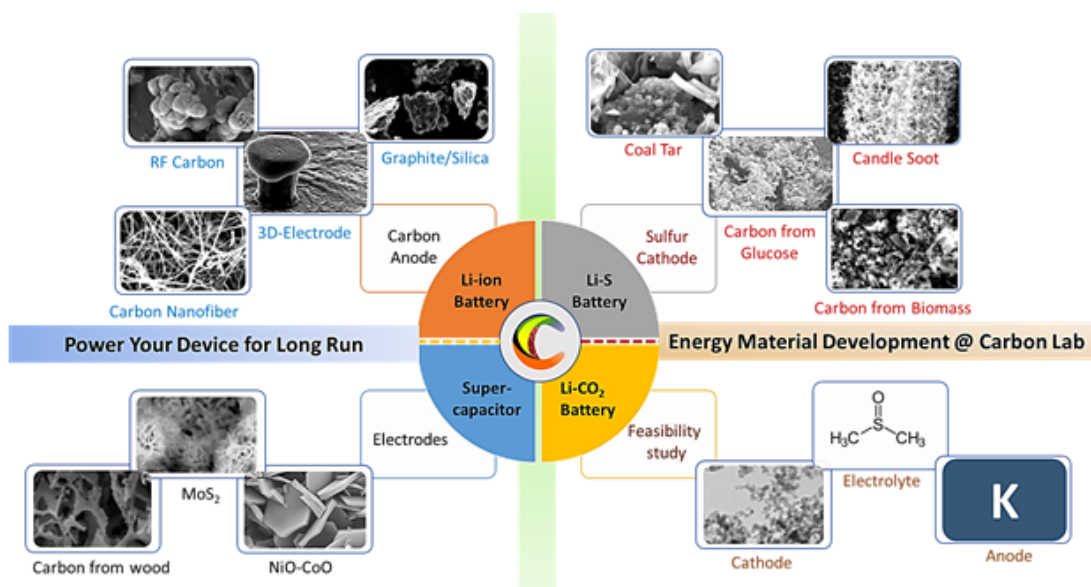 RF Carbon
Graphite/Silica
3D-Electrode
Carbon Nanofiber
Carbon
Anode
Li-ion
Battery
Coal Tar
Candle Soot
Carbon from
Glucose
Carbon from Biomass
Sulfur
Cathode
Li-S
Battery
Power Your Device for Long Run
Energy Material Development @ Carbon Lab
Super-
capacitor
Electrodes
MoS₂
Carbon from wood
NiO-CoO
Li-CO₂
Battery
Feasibility
study
O
S
H₃C
CH₃
Electrolyte
K
Cathode
Anode